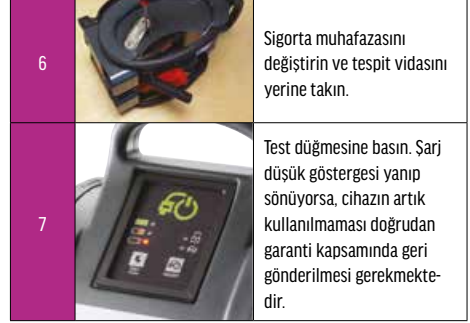 6
Sigorta muhafazasını
değiştirin ve tespit vidasını
yerine takın.
7
Test düğmesine basın. Şarj
düşük göstergesi yanıp
sönüyorsa, cihazın artık
kullanılmaması doğrudan
garanti kapsamında geri
gönderilmesi gerekmekte-
dir.